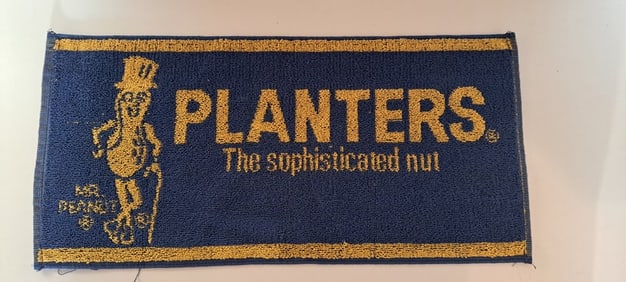 PLANTERS®
The sophisticated nut
MR.
PEANUT
®